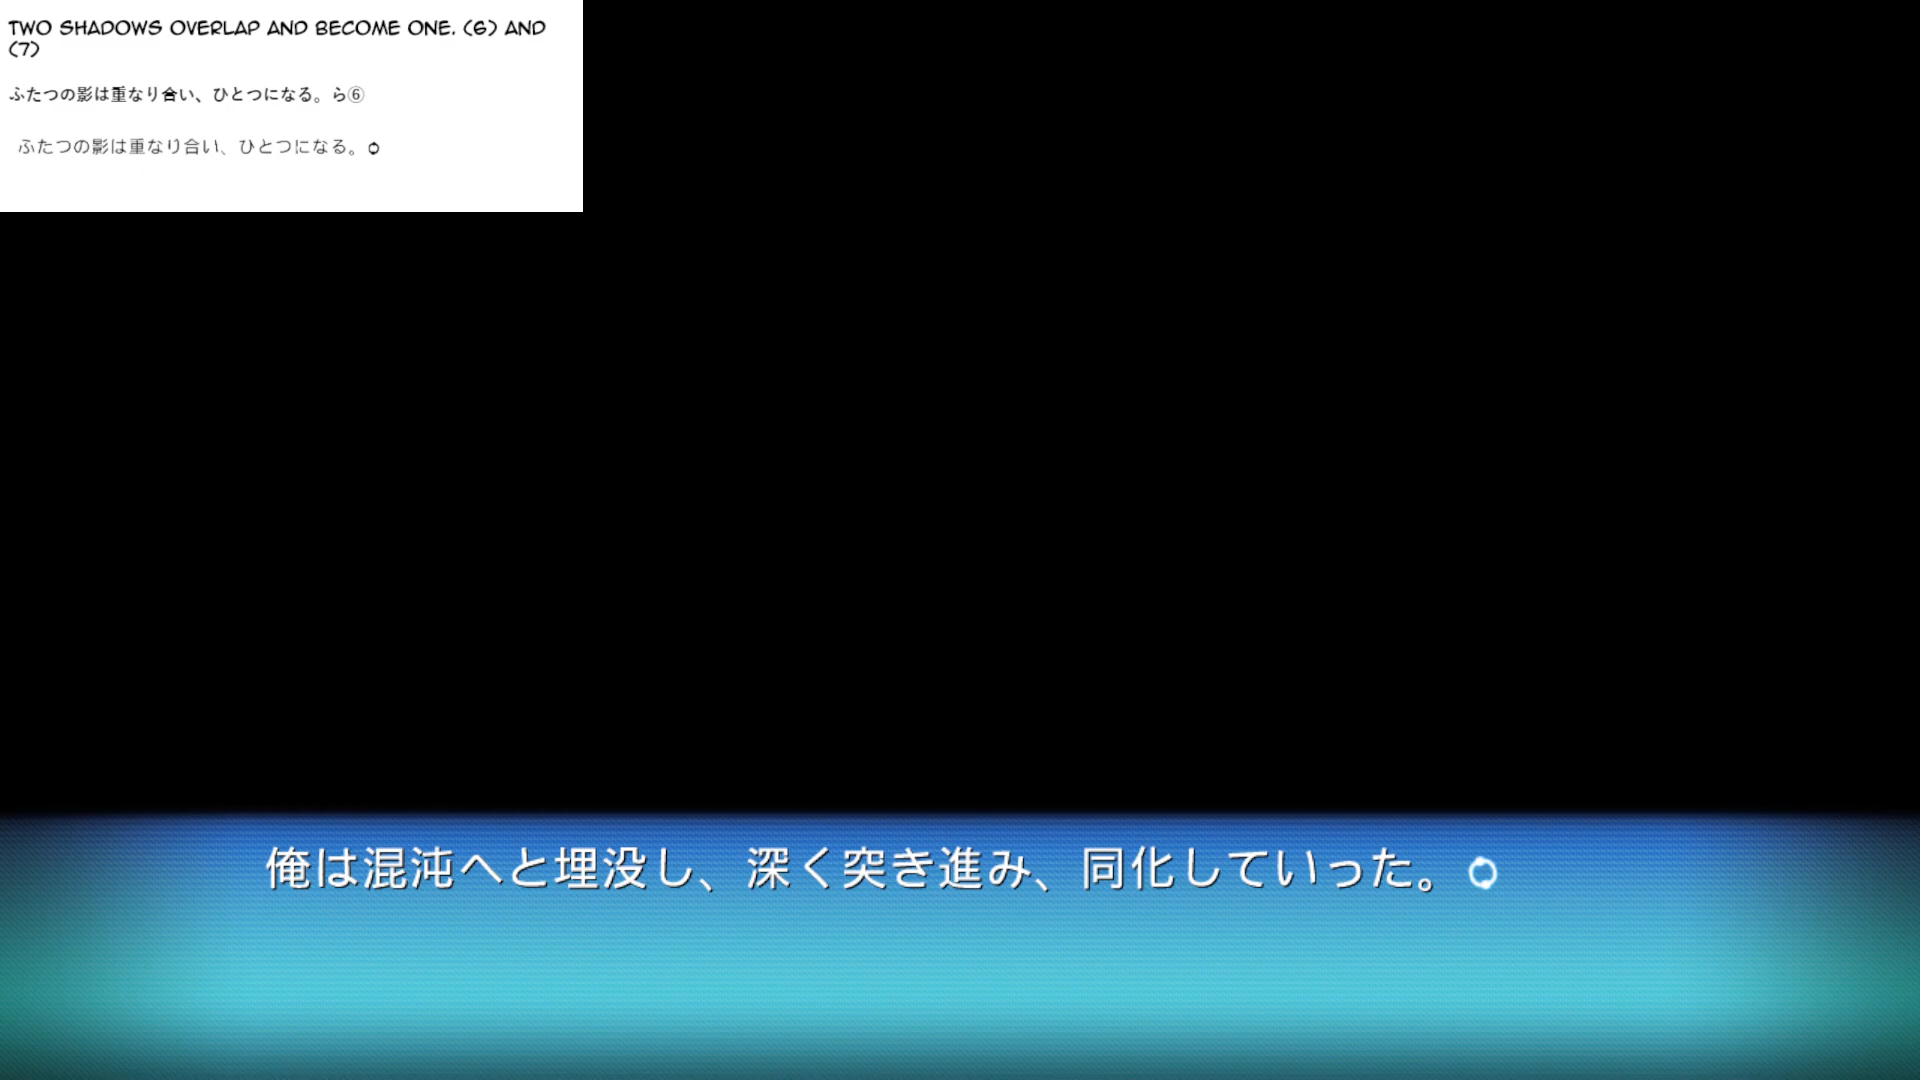 TWO SHADOWS OVERLAP AND BECOME ONE. (6) AND
(7)
ふたつの影は重なり合い、ひとつになる。ら⑥
ふたつの影は重なり合い、ひとつになる。
俺は混沌へと埋没し、深く突き進み、同化していった。